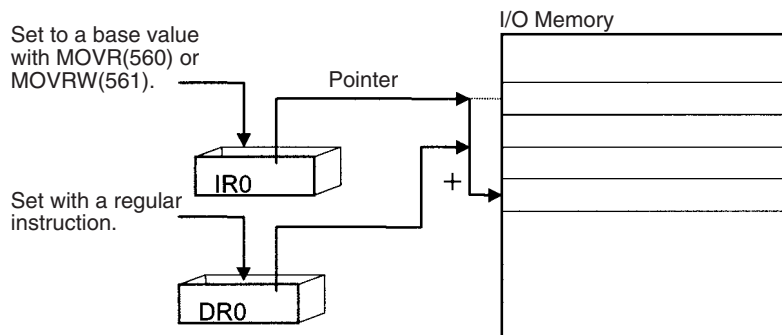 I/O Memory
Set to a base value
with MOVR(560) or
MOVRW(561).
Pointer
IR0
+
Set with a regular
instruction.
DR0